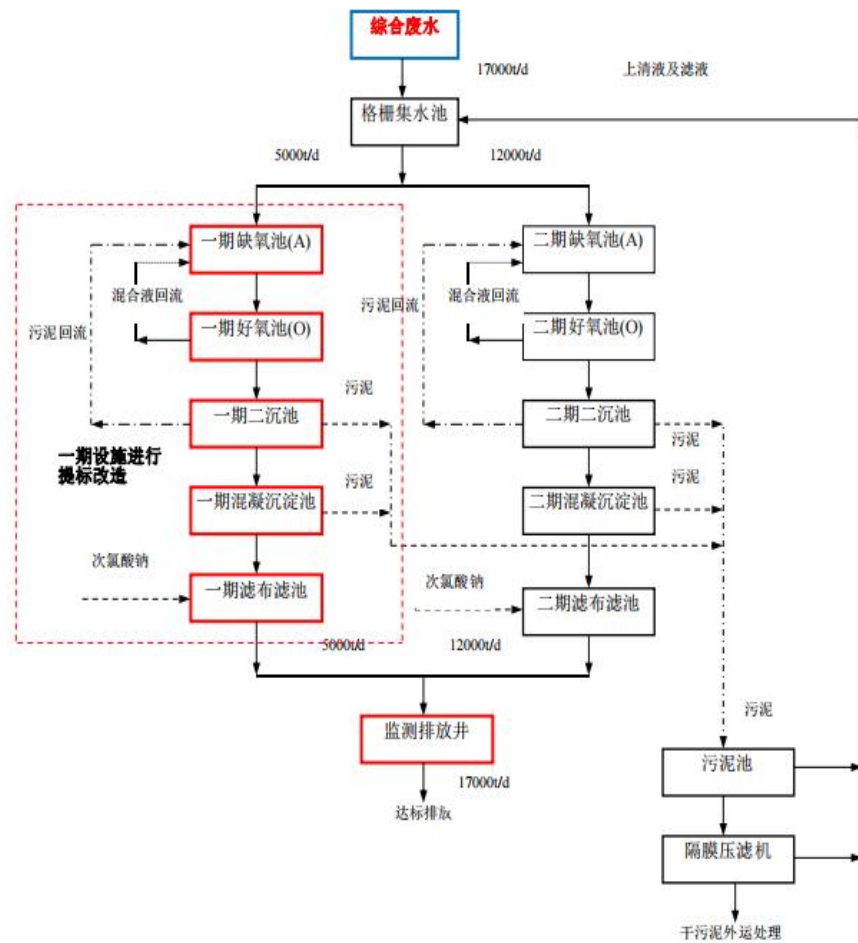 综合废水
17000t/d
上清液及滤液
格栅集水池
5000t/d
12000t/d
一期缺氧池(A)
二期缺氧池(A)
混合液回流
混合液回流
污泥回流
污泥回流
一期好氧池(O)
二期好氧池(O)
污泥
一期二沉池
二期二沉池
污泥
一期设施进行
提标改造
污泥
污泥
一期混凝沉淀池
二期混凝沉淀池
次氯酸钠
次氯酸钠
一期滤布滤池
二期滤布滤池
5000t/d
12000t/d
污泥
监测排放井
污泥池
17000t/d
达标排放
隔膜压滤机
干污泥外运处理